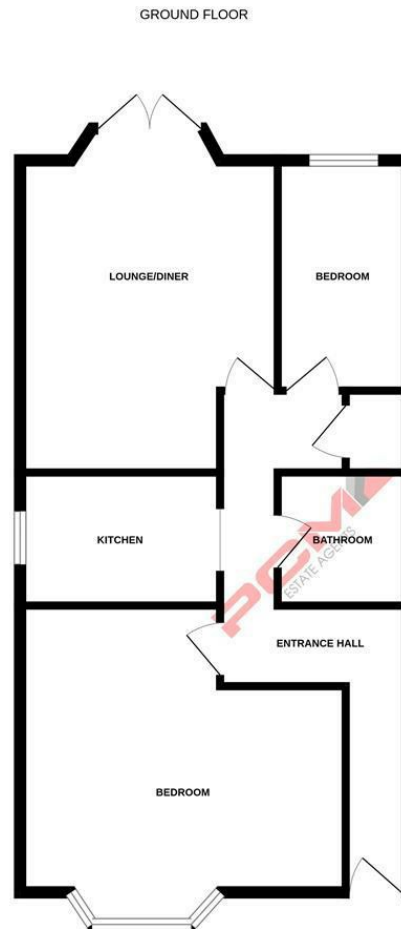 GROUND FLOOR
LOUNGE/DINER
BEDROOM
KITCHEN
BATHROOM
PCM
ESTATE AGENTS
ENTRANCE HALL
BEDROOM